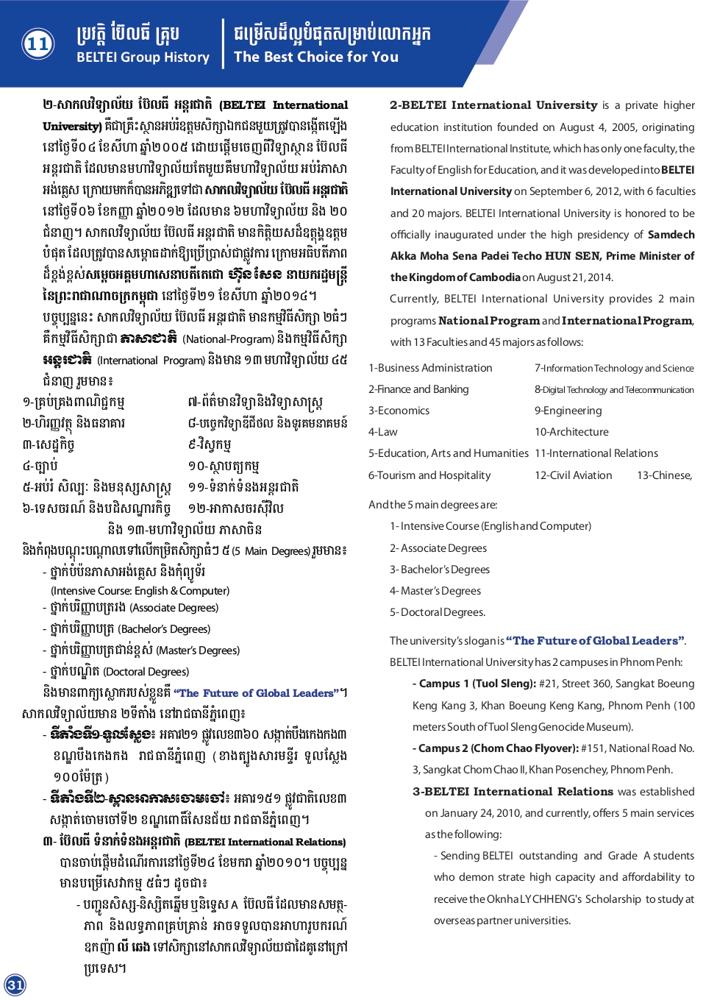 11
ប្រវត្តិ ប៊ែលធី គ្រុប
BELTEI Group History
ជម្រើសដ៏ល្អបំផុតសម្រាប់លោកអ្នក
The Best Choice for You
២-សាកលវិទ្យាល័យ ប៊ែលធី អន្តរជាតិ (BELTEI International
University) គឺជាគ្រឹះស្ថានអប់រំឧត្តមសិក្សាឯកជនមួយត្រូវបានបង្កើតឡើង
នៅថ្ងៃទី០៤ ខែសីហា ឆ្នាំ២០០៥ ដោយផ្តើមចេញពីវិទ្យាស្ថាន ប៊ែលធី
អន្តរជាតិ ដែលមានមហាវិទ្យាល័យតែមួយគឺមហាវិទ្យាល័យ អប់រំភាសា
អង់គ្លេស ក្រោយមកក៏បានអភិវឌ្ឍទៅជាសាកលវិទ្យាល័យ ប៊ែលធី អន្តរជាតិ
នៅថ្ងៃទី០៦ ខែកញ្ញា ឆ្នាំ២០១២ ដែលមាន ៦មហាវិទ្យាល័យ និង ២០
ជំនាញ។ សាកលវិទ្យាល័យ ប៊ែលធី អន្តរជាតិ មានកិត្តិយសដ៏ឧត្តុង្គឧត្តម
បំផុត ដែលត្រូវបានសម្ពោធដាក់ឱ្យប្រើប្រាស់ជាផ្លូវការ ក្រោមអធិបតីភាព
ដ៏ខ្ពង់ខ្ពស់សម្តេចអគ្គមហាសេនាបតីតេជោ ហ៊ុន សែន នាយករដ្ឋមន្ត្រី
នៃព្រះរាជាណាចក្រកម្ពុជា នៅថ្ងៃទី២១ ខែសីហា ឆ្នាំ២០១៤។
បច្ចុប្បន្ននេះ សាកលវិទ្យាល័យ ប៊ែលធី អន្តរជាតិ មានកម្មវិធីសិក្សា ២ធំៗ
គឺកម្មវិធីសិក្សាជា ភាសាជាតិ (National-Program) និងកម្មវិធីសិក្សា
អន្តរជាតិ (International Program) និងមាន ១៣ មហាវិទ្យាល័យ ៤៥
ជំនាញ រួមមាន៖
១-គ្រប់គ្រងពាណិជ្ជកម្ម ៧-ព័ត៌មានវិទ្យានិងវិទ្យាសាស្ត្រ
២-ហិរញ្ញវត្ថុ និងធនាគារ ៨-បច្ចេកវិទ្យាឌីជីថល និងទូរគមនាគមន៍
៣-សេដ្ឋកិច្ច ៩-វិស្វកម្ម
៤-ច្បាប់ ១០-ស្ថាបត្យកម្ម
៥-អប់រំ សិល្បៈ និងមនុស្សសាស្ត្រ ១១-ទំនាក់ទំនងអន្តរជាតិ
៦-ទេសចរណ៍ និងបដិសណ្ឋារកិច្ច ១២-អាកាសចរស៊ីវិល
និង ១៣-មហាវិទ្យាល័យ ភាសាចិន
និងកំពុងបណ្តុះបណ្តាលទៅលើកម្រិតសិក្សាធំៗ ៥ (5 Main Degrees) រួមមាន៖
- ថ្នាក់បំប៉នភាសាអង់គ្លេស និងកុំព្យូទ័រ
(Intensive Course: English & Computer)
- ថ្នាក់បរិញ្ញាបត្ររង (Associate Degrees)
- ថ្នាក់បរិញ្ញាបត្រ (Bachelor's Degrees)
- ថ្នាក់បរិញ្ញាបត្រជាន់ខ្ពស់ (Master's Degrees)
- ថ្នាក់បណ្ឌិត (Doctoral Degrees)
និងមានពាក្យស្លោករបស់ខ្លួនគឺ “The Future of Global Leaders”។
សាកលវិទ្យាល័យមាន ២ទីតាំង នៅរាជធានីភ្នំពេញ៖
- ទីតាំងទី១-ទួលស្លែង៖ អគារ២១ ផ្លូវលេខ៣៦០ សង្កាត់បឹងកេងកង៣
ខណ្ឌបឹងកេងកង រាជធានីភ្នំពេញ (ខាងត្បូងសារមន្ទីរ ទួលស្លែង
១០០ម៉ែត្រ)
- ទីតាំងទី២-ស្ពានអាកាសចោមចៅ៖ អគារ១៥១ ផ្លូវជាតិលេខ៣
សង្កាត់ចោមចៅទី២ ខណ្ឌពោធិ៍សែនជ័យ រាជធានីភ្នំពេញ។
៣- ប៊ែលធី ទំនាក់ទំនងអន្តរជាតិ (BELTEI International Relations)
បានចាប់ផ្តើមដំណើរការនៅថ្ងៃទី២៤ ខែមករា ឆ្នាំ២០១០។ បច្ចុប្បន្ន
មានបម្រើសេវាកម្ម ៥ធំៗ ដូចជា៖
- បញ្ជូនសិស្ស-និស្សិតឆ្នើម ឬនិទ្ទេស A ប៊ែលធី ដែលមានសមត្ថ-
ភាព និងលទ្ធភាពគ្រប់គ្រាន់ អាចទទួលបានអាហារូបករណ៍
ឧកញ៉ា លី ឆេង ទៅសិក្សានៅសាកលវិទ្យាល័យជាដៃគូនៅក្រៅ
ប្រទេស។
2-BELTEI International University is a private higher
education institution founded on August 4, 2005, originating
from BELTEI International Institute, which has only one faculty, the
Faculty of English for Education, and it was developed into BELTEI
International University on September 6, 2012, with 6 faculties
and 20 majors. BELTEI International University is honored to be
officially inaugurated under the high presidency of Samdech
Akka Moha Sena Padei Techo HUN SEN, Prime Minister of
the Kingdom of Cambodia on August 21, 2014.
Currently, BELTEI International University provides 2 main
programs National Program and International Program,
with 13 Faculties and 45 majors as follows:
1-Business Administration 7-Information Technology and Science
2-Finance and Banking 8-Digital Technology and Telecommunication
3-Economics 9-Engineering
4-Law 10-Architecture
5-Education, Arts and Humanities 11-International Relations
6-Tourism and Hospitality 12-Civil Aviation 13-Chinese,
And the 5 main degrees are:
1- Intensive Course (English and Computer)
2- Associate Degrees
3- Bachelor's Degrees
4- Master's Degrees
5- Doctoral Degrees.
The university's slogan is “The Future of Global Leaders”.
BELTEI International University has 2 campuses in Phnom Penh:
- Campus 1 (Tuol Sleng): #21, Street 360, Sangkat Boeung
Keng Kang 3, Khan Boeung Keng Kang, Phnom Penh (100
meters South of Tuol Sleng Genocide Museum).
- Campus 2 (Chom Chao Flyover): #151, National Road No.
3, Sangkat Chom Chao II, Khan Posenchey, Phnom Penh.
3-BELTEI International Relations was established
on January 24, 2010, and currently, offers 5 main services
as the following:
- Sending BELTEI outstanding and Grade A students
who demon strate high capacity and affordability to
receive the Oknha LY CHHENG's Scholarship to study at
overseas partner universities.
31